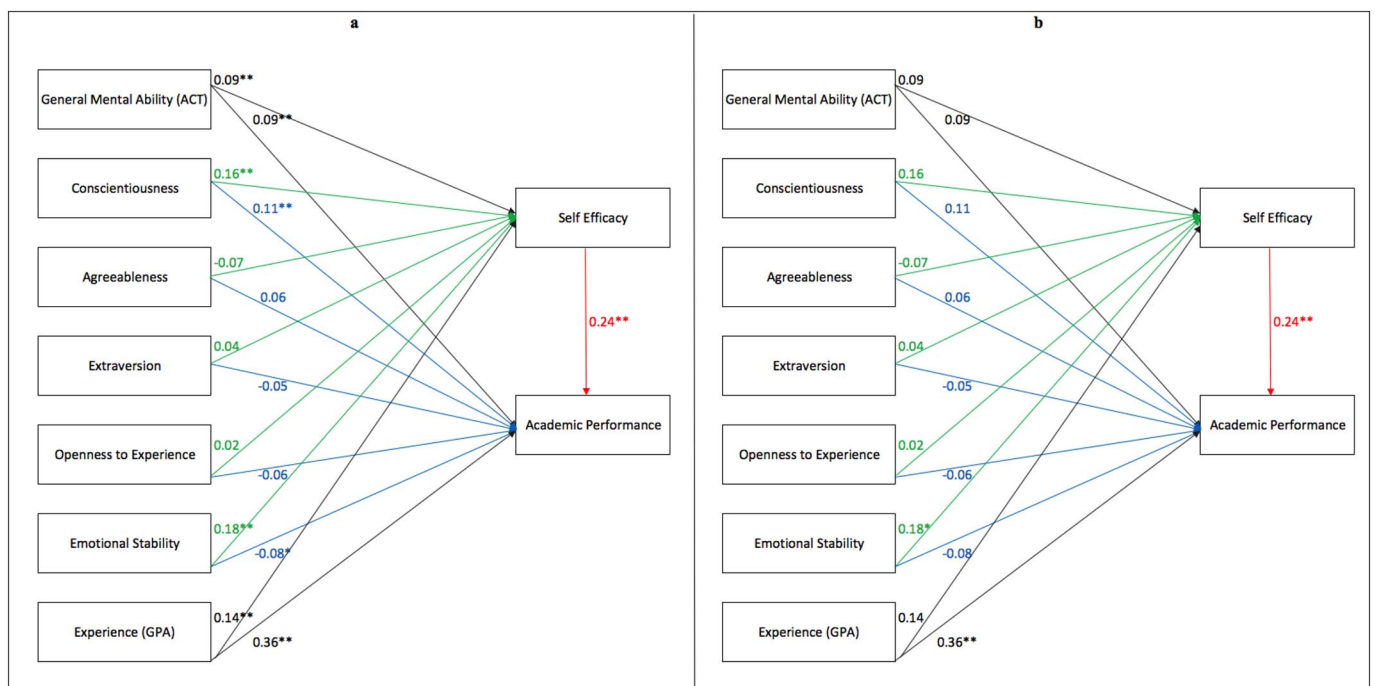 a
0.09**
General Mental Ability (ACT)
0.09**
0.16**
Conscientiousness
0.11**
Self Efficacy
-0.07
Agreeableness
0.06
0.24**
0.04
Extraversion
-0.05
Academic Performance
0.02
Openness to Experience
-0.06
0.18**
Emotional Stability
-0.08*
0.14**
Experience (GPA)
0.36**
b
0.09
General Mental Ability (ACT)
0.09
0.16
Conscientiousness
0.11
Self Efficacy
-0.07
Agreeableness
0.06
0.24**
0.04
Extraversion
-0.05
Academic Performance
0.02
Openness to Experience
-0.06
0.18*
Emotional Stability
-0.08
0.14
Experience (GPA)
0.36**